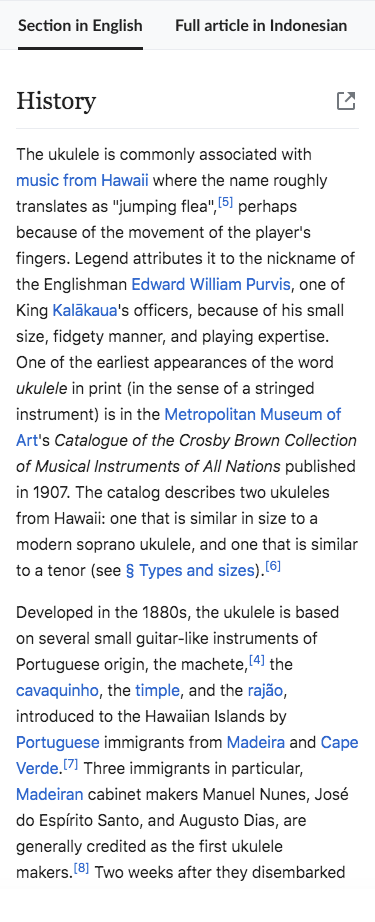 Section in English
Full article in Indonesian
History
The ukulele is commonly associated with
music from Hawaii where the name roughly
translates as "jumping flea",[5] perhaps
because of the movement of the player's
fingers. Legend attributes it to the nickname of
the Englishman Edward William Purvis, one of
King Kalākaua's officers, because of his small
size, fidgety manner, and playing expertise.
One of the earliest appearances of the word
ukulele in print (in the sense of a stringed
instrument) is in the Metropolitan Museum of
Art's Catalogue of the Crosby Brown Collection
of Musical Instruments of All Nations published
in 1907. The catalog describes two ukuleles
from Hawaii: one that is similar in size to a
modern soprano ukulele, and one that is similar
to a tenor (see § Types and sizes).[6]
Developed in the 1880s, the ukulele is based
on several small guitar-like instruments of
Portuguese origin, the machete,[4] the
cavaquinho, the timple, and the rajão,
introduced to the Hawaiian Islands by
Portuguese immigrants from Madeira and Cape
Verde.[7] Three immigrants in particular,
Madeiran cabinet makers Manuel Nunes, José
do Espírito Santo, and Augusto Dias, are
generally credited as the first ukulele
makers.[8] Two weeks after they disembarked